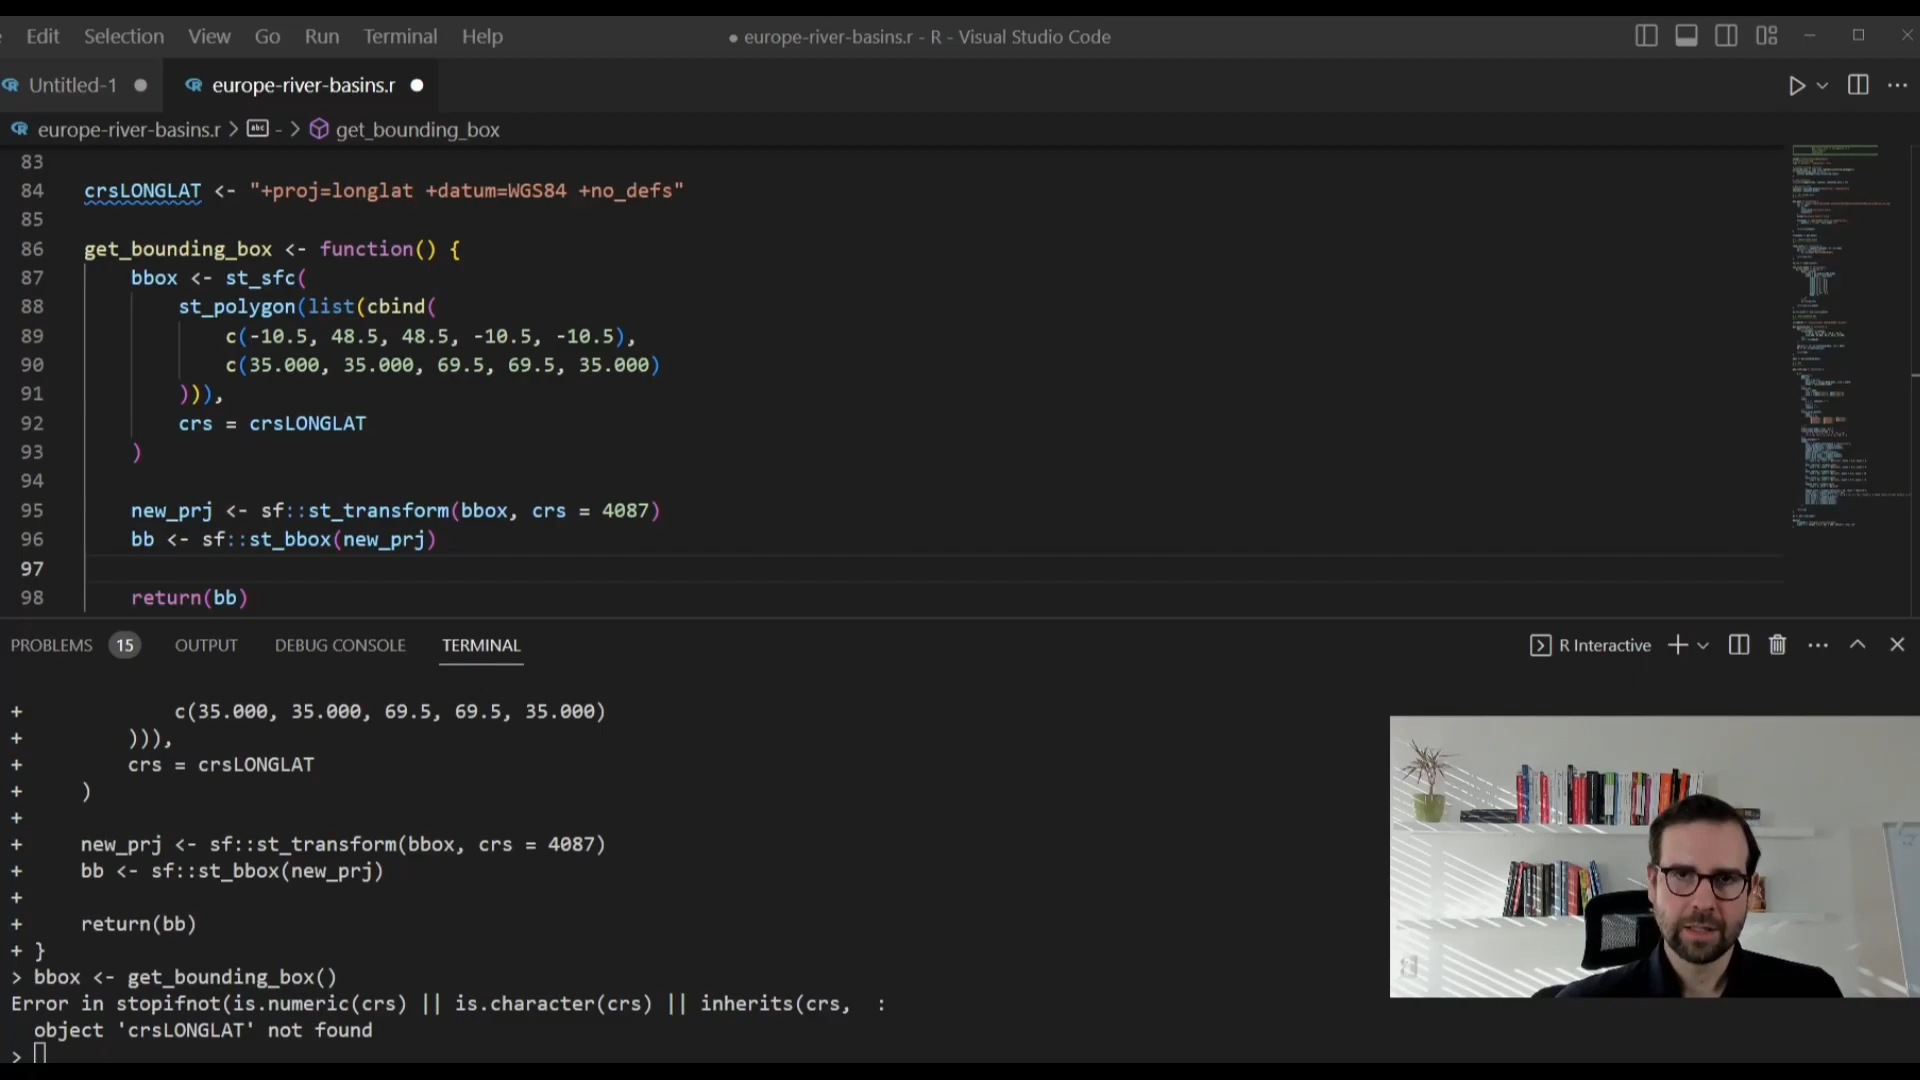 Edit Selection View Go Run Terminal Help
● europe-river-basins.r - R - Visual Studio Code
Untitled-1
europe-river-basins.r
europe-river-basins.r > abc - > get_bounding_box
83
84 crsLONGLAT <- "+proj=longlat +datum=WGS84 +no_defs"
85
86 get_bounding_box <- function() {
87 bbox <- st_sfc(
88 st_polygon(list(cbind(
89 c(-10.5, 48.5, 48.5, -10.5, -10.5),
90 c(35.000, 35.000, 69.5, 69.5, 35.000)
91 ))),
92 crs = crsLONGLAT
93 )
94
95 new_prj <- sf::st_transform(bbox, crs = 4087)
96 bb <- sf::st_bbox(new_prj)
97
98 return(bb)
PROBLEMS 15 OUTPUT DEBUG CONSOLE TERMINAL
R Interactive
+ c(35.000, 35.000, 69.5, 69.5, 35.000)
+ ))),
+ crs = crsLONGLAT
+ )
+
+ new_prj <- sf::st_transform(bbox, crs = 4087)
+ bb <- sf::st_bbox(new_prj)
+
+ return(bb)
+ }
> bbox <- get_bounding_box()
Error in stopifnot(is.numeric(crs) || is.character(crs) || inherits(crs, :
object 'crsLONGLAT' not found
>